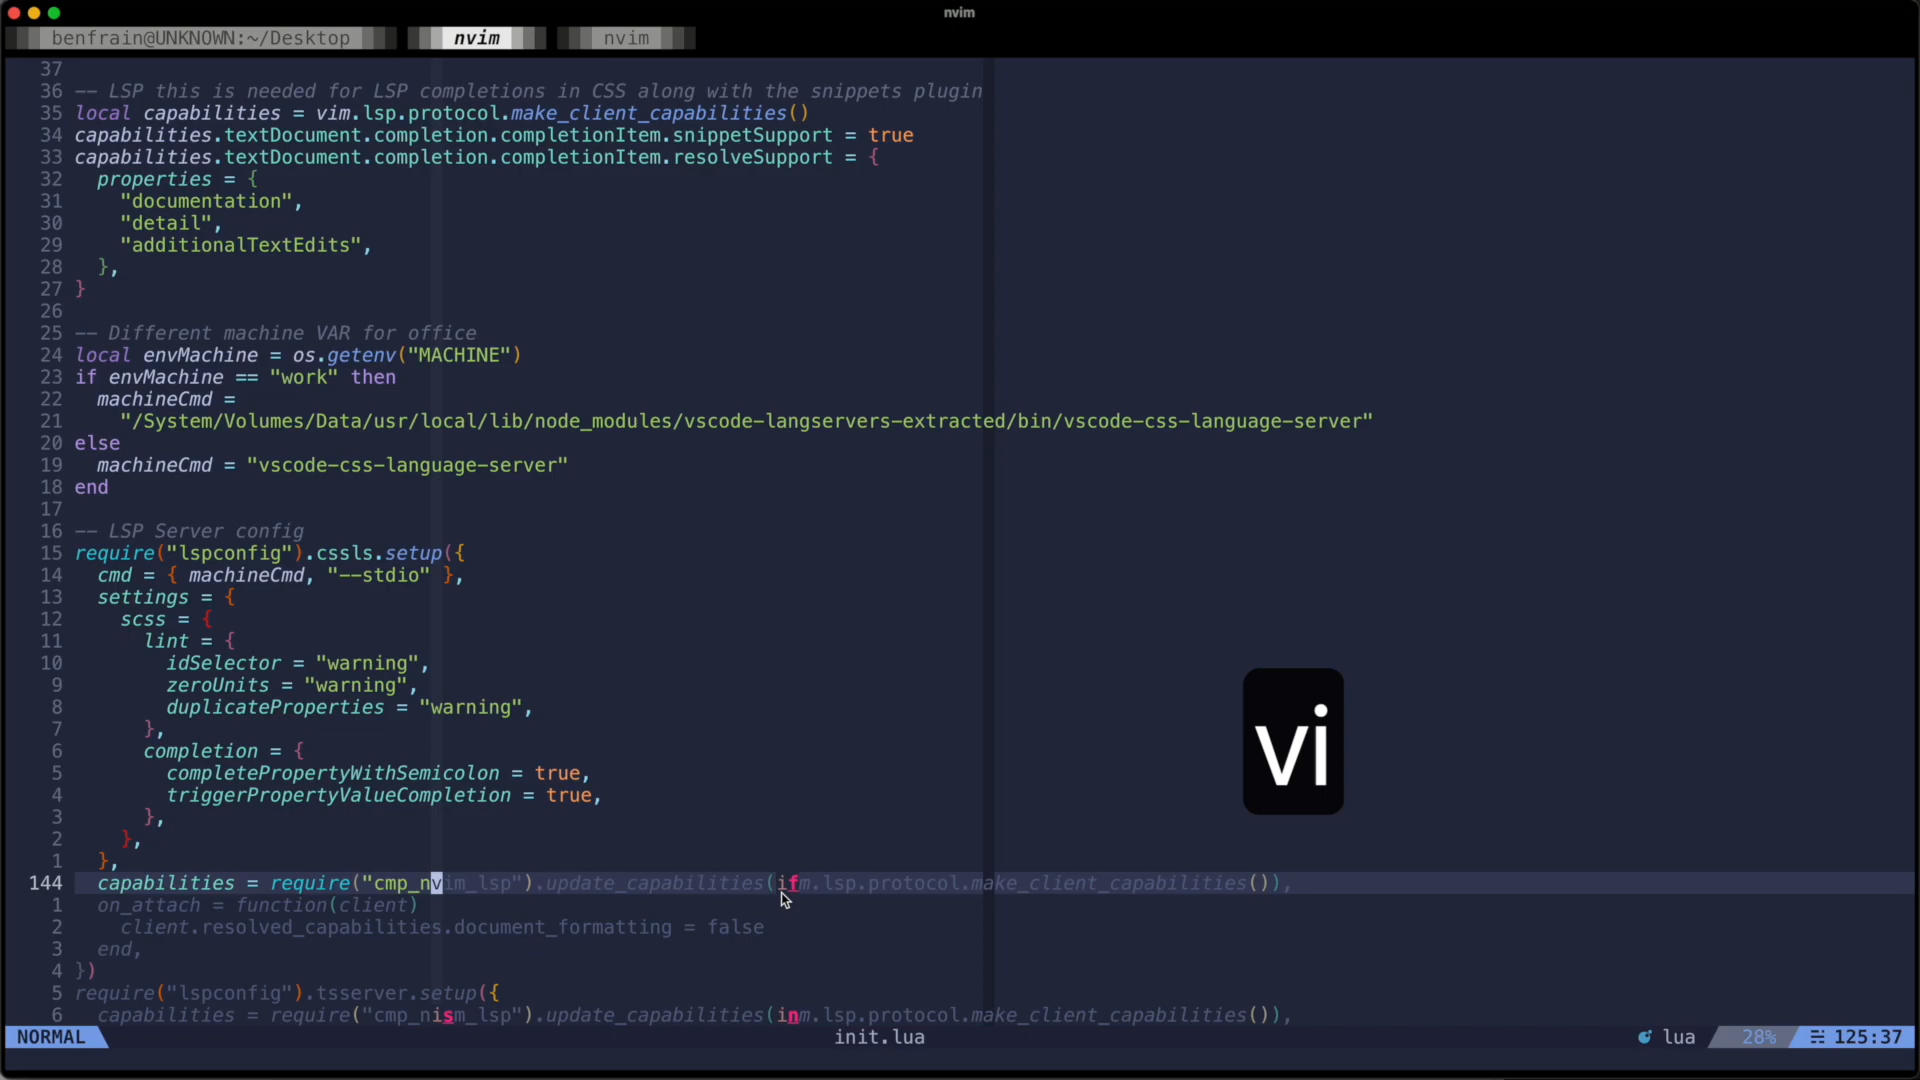 nvim
benfrain@UNKNOWN:~/Desktop nvim nvim
37
36 -- LSP this is needed for LSP completions in CSS along with the snippets plugin
35 local capabilities = vim.lsp.protocol.make_client_capabilities()
34 capabilities.textDocument.completion.completionItem.snippetSupport = true
33 capabilities.textDocument.completion.completionItem.resolveSupport = {
32   properties = {
31     "documentation",
30     "detail",
29     "additionalTextEdits",
28   },
27 }
26
25 -- Different machine VAR for office
24 local envMachine = os.getenv("MACHINE")
23 if envMachine == "work" then
22   machineCmd =
21     "/System/Volumes/Data/usr/local/lib/node_modules/vscode-langservers-extracted/bin/vscode-css-language-server"
20 else
19   machineCmd = "vscode-css-language-server"
18 end
17
16 -- LSP Server config
15 require("lspconfig").cssls.setup({
14   cmd = { machineCmd, "--stdio" },
13   settings = {
12     scss = {
11       lint = {
10         idSelector = "warning",
9         zeroUnits = "warning",
8         duplicateProperties = "warning",
7       },
6       completion = {
5         completePropertyWithSemicolon = true,
4         triggerPropertyValueCompletion = true,
3       },
2     },
1   },
144   capabilities = require("cmp_nvim_lsp").update_capabilities(ifm.lsp.protocol.make_client_capabilities()),
1   on_attach = function(client)
2     client.resolved_capabilities.document_formatting = false
3   end,
4 })
5 require("lspconfig").tsserver.setup({
6   capabilities = require("cmp_nism_lsp").update_capabilities(inm.lsp.protocol.make_client_capabilities()),
vi
NORMAL init.lua lua 28% 125:37